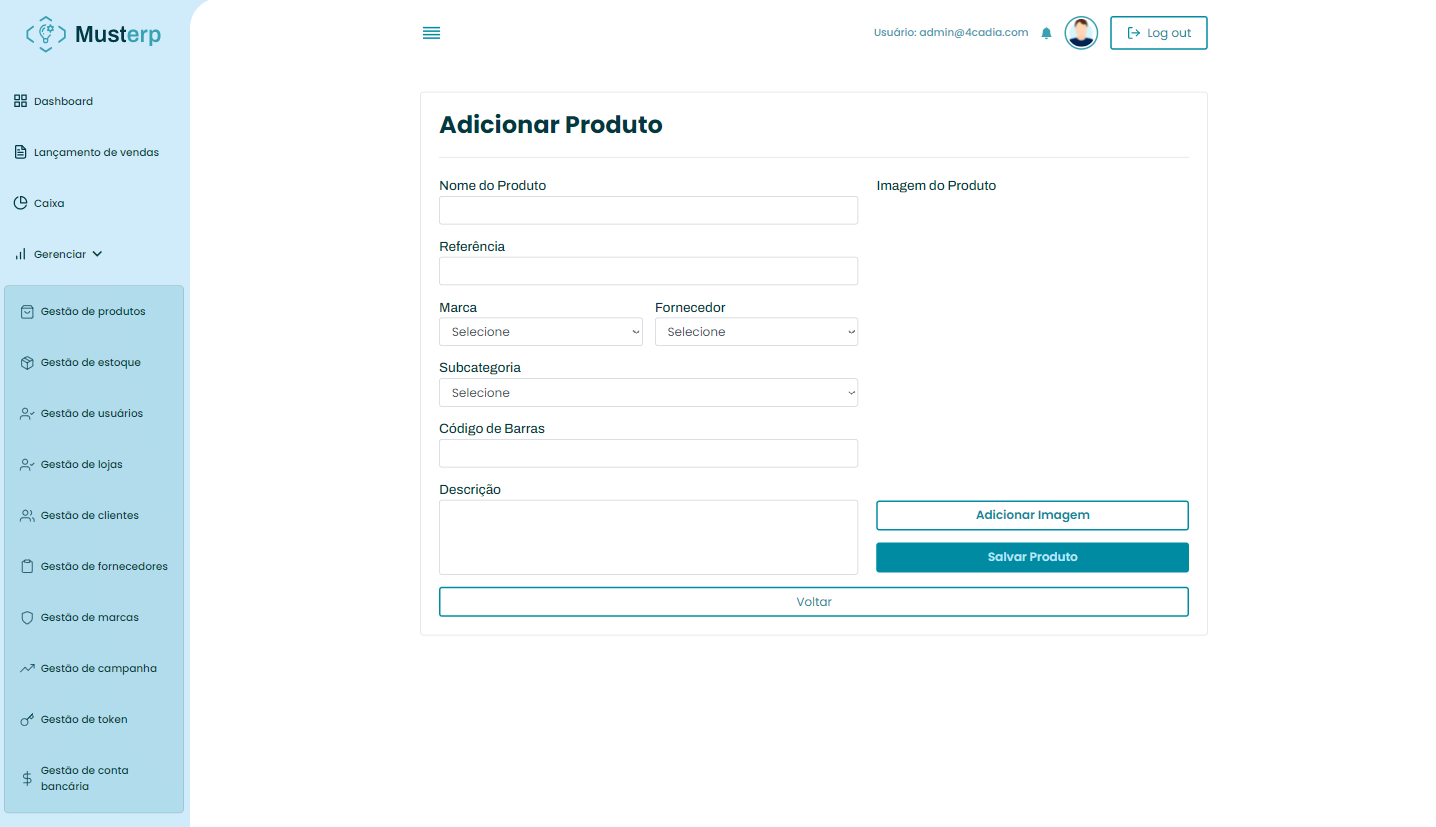 Musterp
Dashboard
Lançamento de vendas
Caixa
Gerenciar
Gestão de produtos
Gestão de estoque
Gestão de usuários
Gestão de lojas
Gestão de clientes
Gestão de fornecedores
Gestão de marcas
Gestão de campanha
Gestão de token
Gestão de conta
bancária
Usuário: admin@4cadia.com
Log out
Adicionar Produto
Nome do Produto
Imagem do Produto
Referência
Marca
Fornecedor
Selecione
Selecione
Subcategoria
Selecione
Código de Barras
Descrição
Adicionar Imagem
Salvar Produto
Voltar